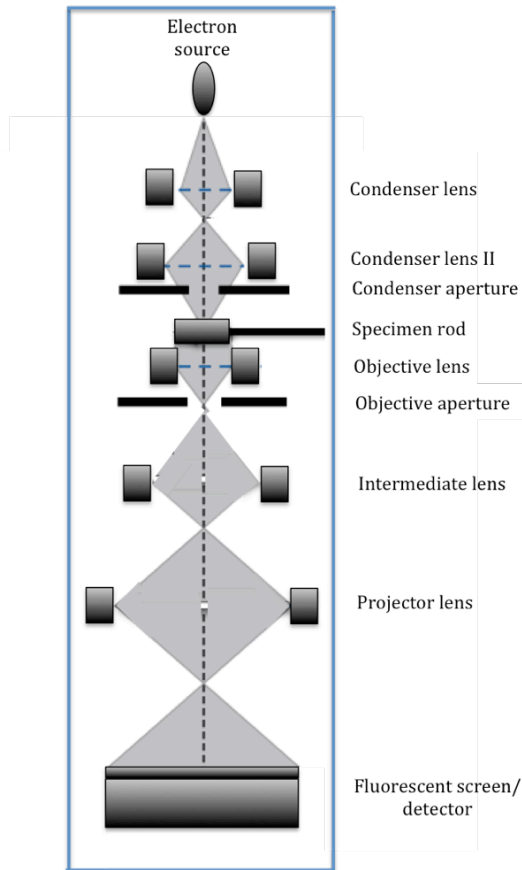 Electron
source
Condenser lens
Condenser lens II
Condenser aperture
Specimen rod
Objective lens
Objective aperture
Intermediate lens
Projector lens
Fluorescent screen/
detector